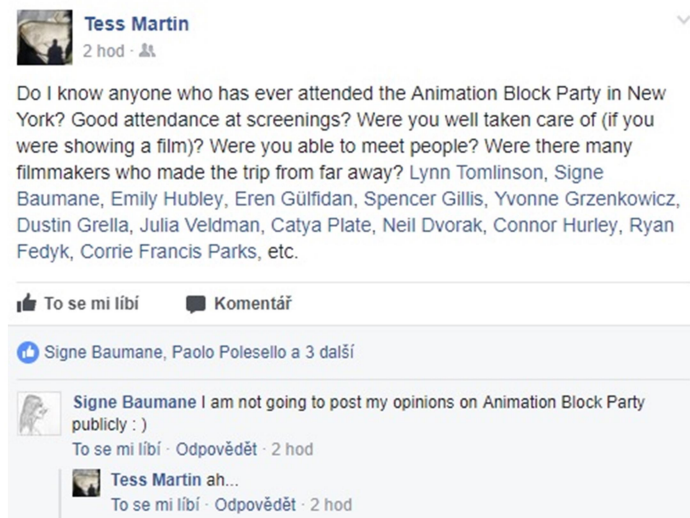 Tess Martin
2 hod ·
Do I know anyone who has ever attended the Animation Block Party in New
York? Good attendance at screenings? Were you well taken care of (if you
were showing a film)? Were you able to meet people? Were there many
filmmakers who made the trip from far away? Lynn Tomlinson, Signe
Baumane, Emily Hubley, Eren Gülfidan, Spencer Gillis, Yvonne Grzenkowicz,
Dustin Grella, Julia Veldman, Catya Plate, Neil Dvorak, Connor Hurley, Ryan
Fedyk, Corrie Francis Parks, etc.
To se mi líbí Komentář
Signe Baumane, Paolo Polesello a 3 další
Signe Baumane I am not going to post my opinions on Animation Block Party
publicly : )
To se mi líbí · Odpovědět · 2 hod
Tess Martin ah...
To se mi líbí · Odpovědět · 2 hod